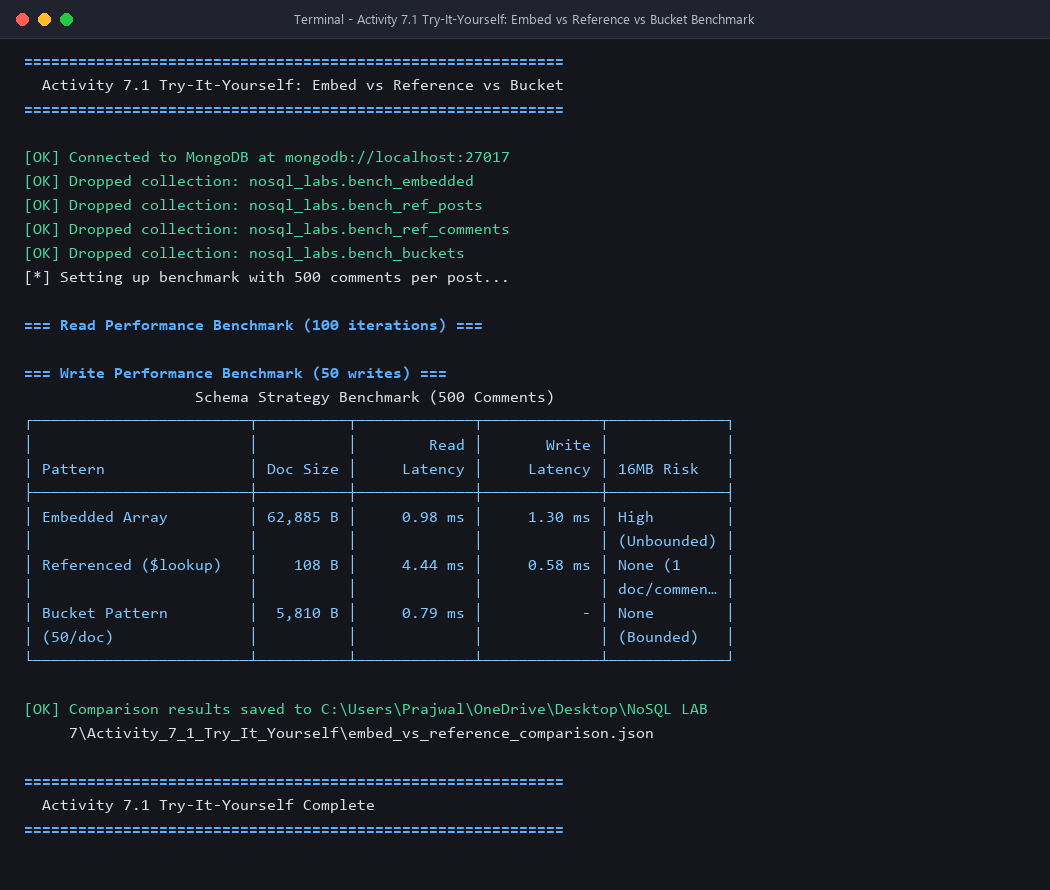 Terminal - Activity 7.1 Try-It-Yourself: Embed vs Reference vs Bucket Benchmark
============================================================
Activity 7.1 Try-It-Yourself: Embed vs Reference vs Bucket
============================================================
[OK] Connected to MongoDB at mongodb://localhost:27017
[OK] Dropped collection: nosql_labs.bench_embedded
[OK] Dropped collection: nosql_labs.bench_ref_posts
[OK] Dropped collection: nosql_labs.bench_ref_comments
[OK] Dropped collection: nosql_labs.bench_buckets
[*] Setting up benchmark with 500 comments per post...
=== Read Performance Benchmark (100 iterations) ===
=== Write Performance Benchmark (50 writes) ===
Schema Strategy Benchmark (500 Comments)
Read Write
Pattern Doc Size Latency Latency 16MB Risk
Embedded Array 62,885 B 0.98 ms 1.30 ms High
(Unbounded)
Referenced ($lookup) 108 B 4.44 ms 0.58 ms None (1
doc/commen…
Bucket Pattern 5,810 B 0.79 ms - None
(50/doc) (Bounded)
[OK] Comparison results saved to C:\Users\Prajwal\OneDrive\Desktop\NoSQL LAB
7\Activity_7_1_Try_It_Yourself\embed_vs_reference_comparison.json
============================================================
Activity 7.1 Try-It-Yourself Complete
============================================================